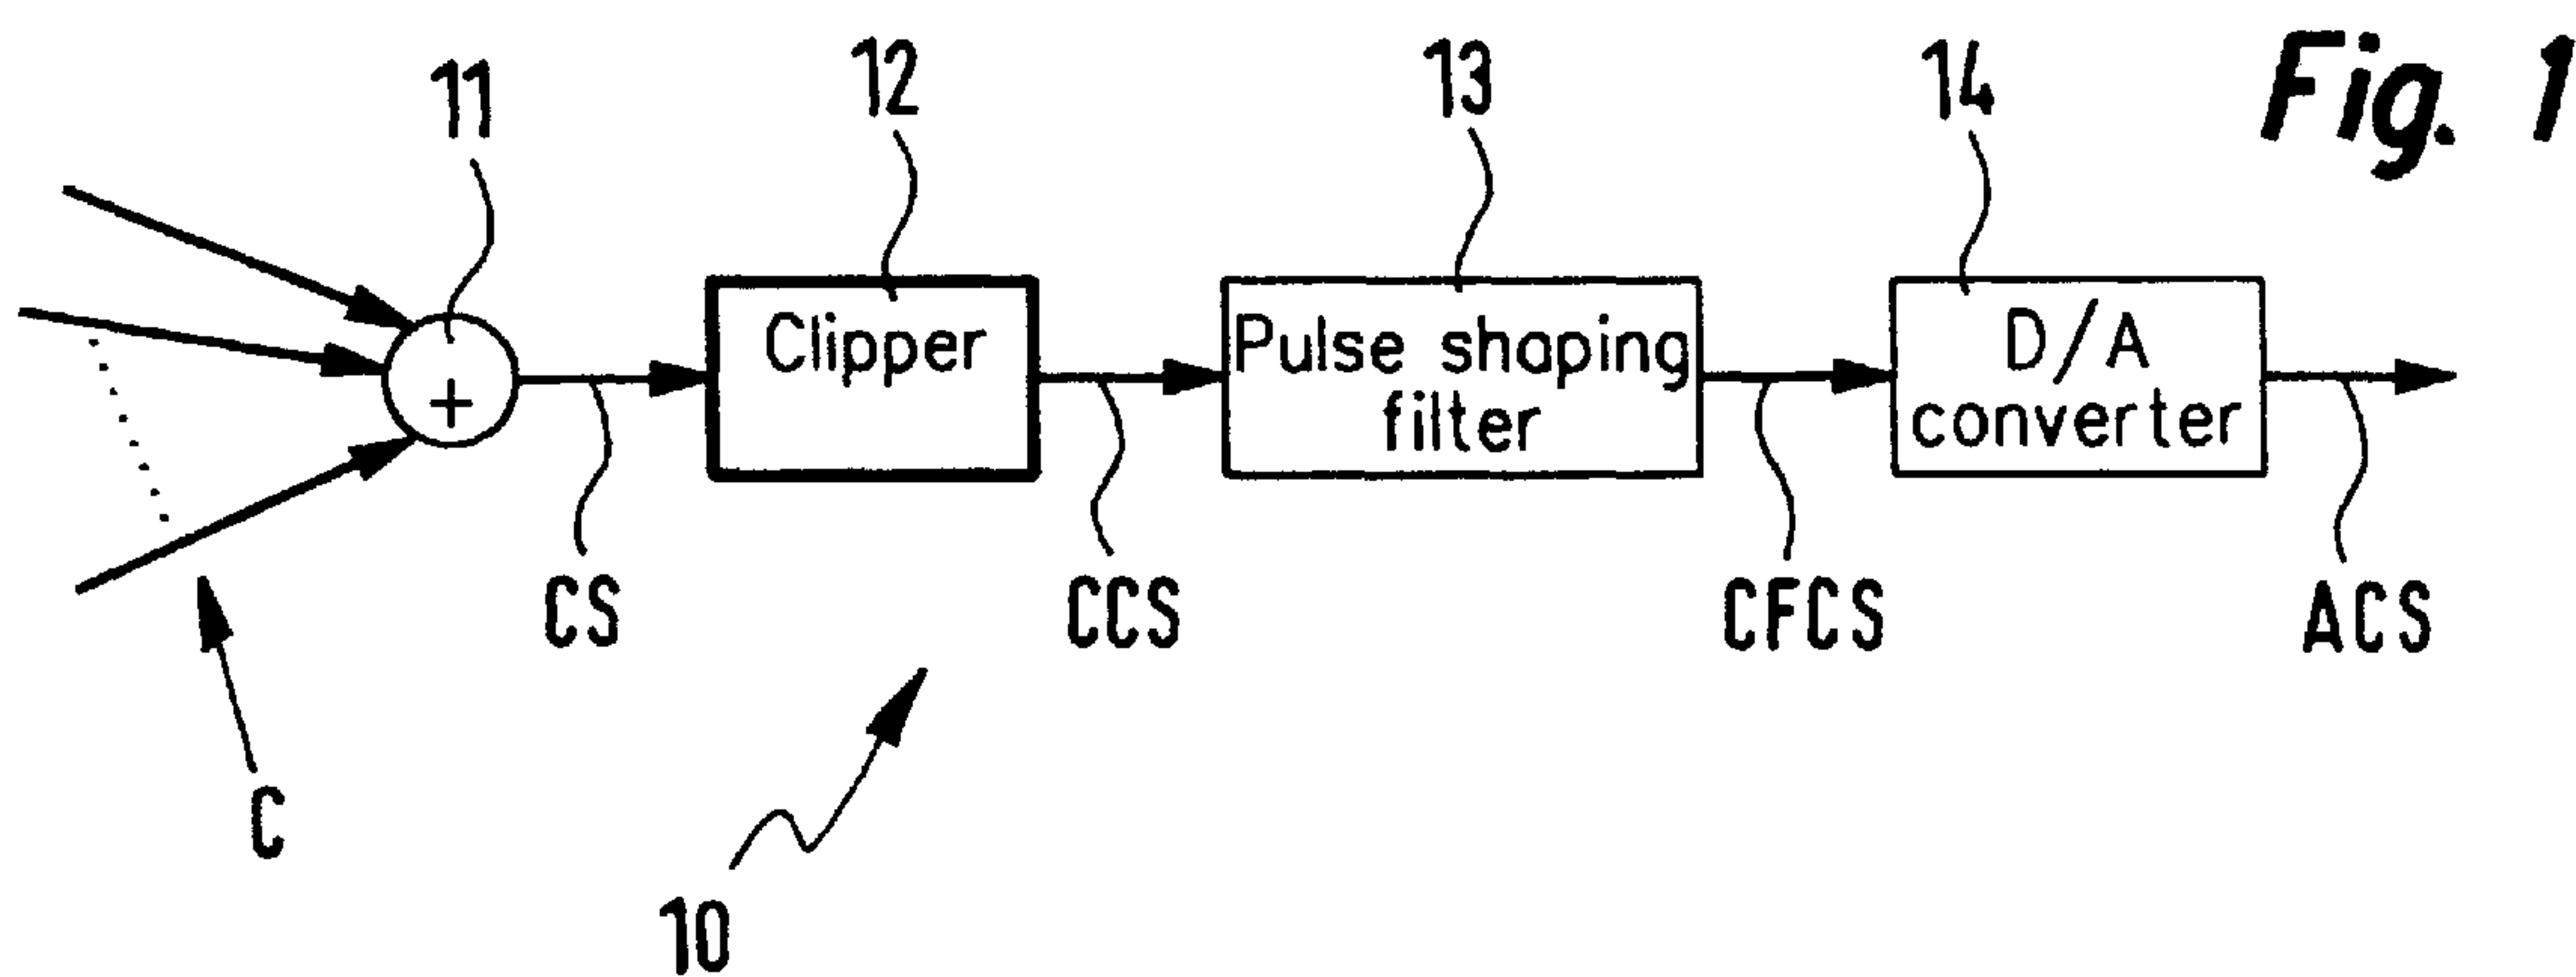 Fig. 1
11
12
13
14
+
Clipper
Pulse shaping
filter
D/A
converter
CS
CCS
CFCS
ACS
C
10